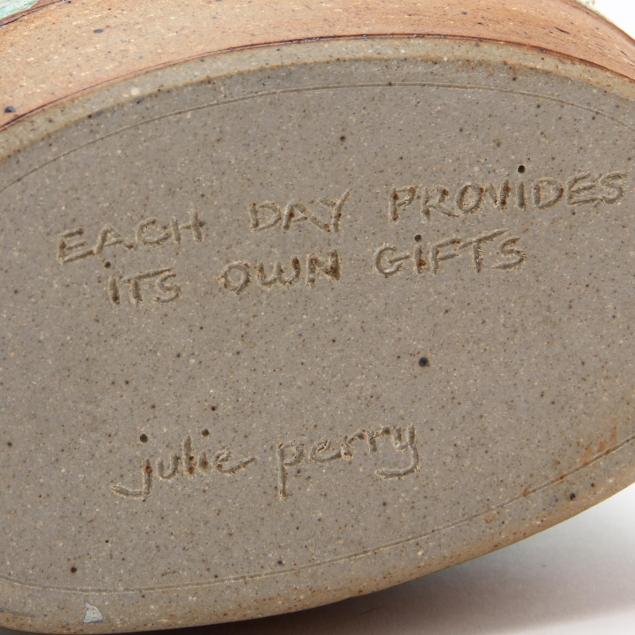 EACH DAY PROViDES
iTS OWN GiFTS
julie perry